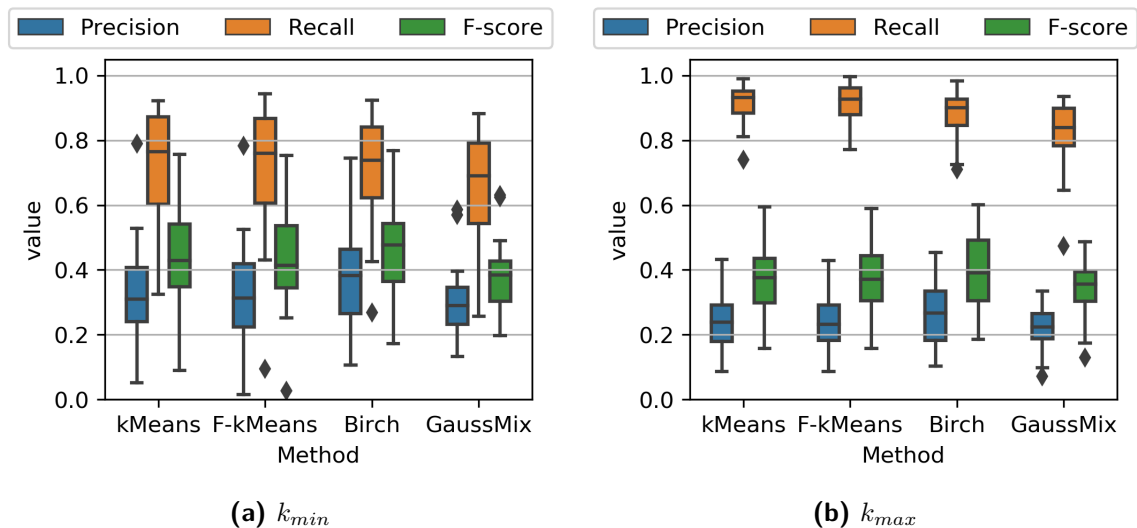 Precision Recall F-score
1.0
0.8
0.6
0.4
0.2
0.0
value
kMeans F-kMeans Birch GaussMix
Method
(a) k_min
Precision Recall F-score
1.0
0.8
0.6
0.4
0.2
0.0
value
kMeans F-kMeans Birch GaussMix
Method
(b) k_max